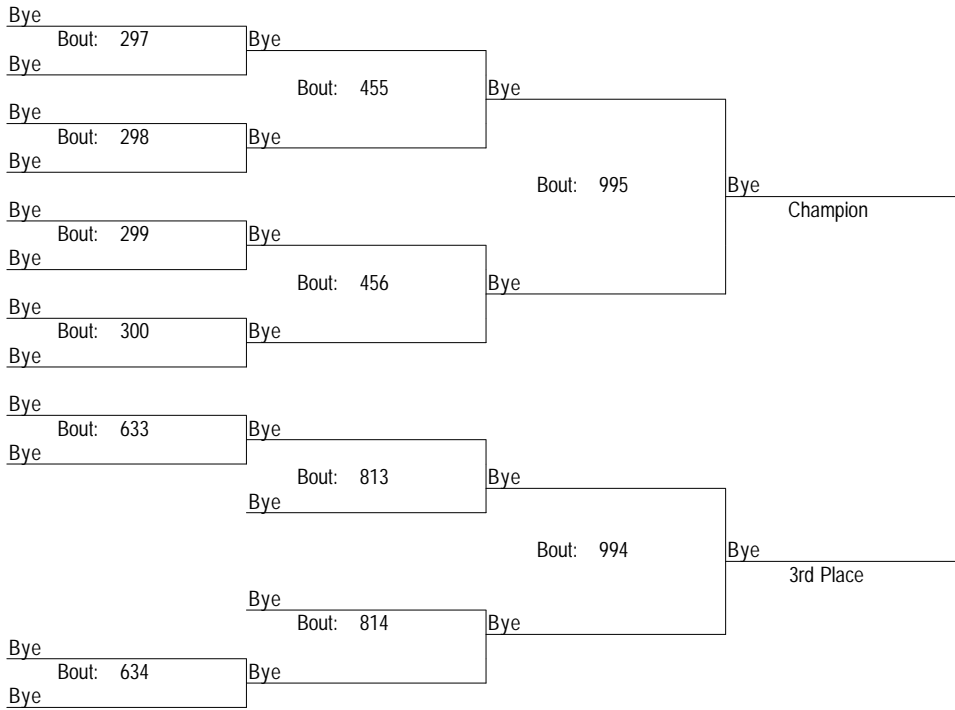 Bye
Bout: 297 Bye
Bye
Bout: 455 Bye
Bye
Bout: 298 Bye
Bye
Bout: 995 Bye
Champion
Bye
Bout: 299 Bye
Bye
Bout: 456 Bye
Bye
Bout: 300 Bye
Bye
Bye
Bout: 633 Bye
Bye
Bout: 813 Bye
Bye
Bout: 994 Bye
3rd Place
Bye
Bout: 814 Bye
Bye
Bout: 634 Bye
Bye